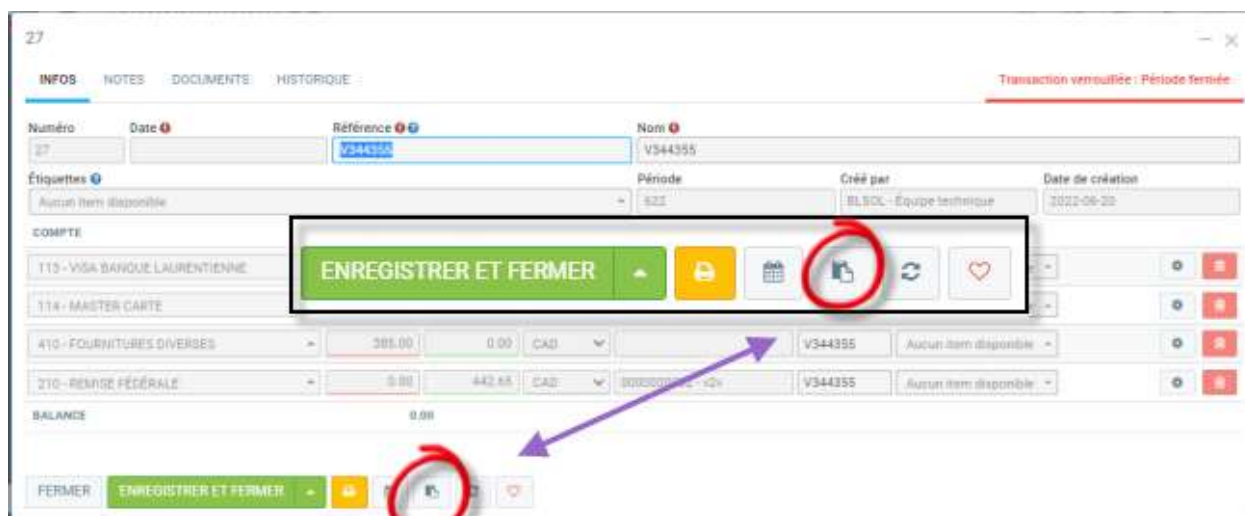 27
INFOS NOTES DOCUMENTS HISTORIQUE Transaction verrouillée : Période fermée
Numéro Date Référence Nom
27 V344355 V344355
Étiquettes Période Créé par Date de création
Aucun item disponible 622 BLSOL - Équipe technique 2022-06-20
COMPTE
113 - VISA BANQUE LAURENTIENNE
ENREGISTRER ET FERMER
114 - MASTER CARTE
410 - FOURNITURES DIVERSES 385.00 0.00 CAD V344355 Aucun item disponible
210 - REMISE FÉDÉRALE 0.00 442.65 CAD V344355 Aucun item disponible
BALANCE 0.00
FERMER ENREGISTRER ET FERMER